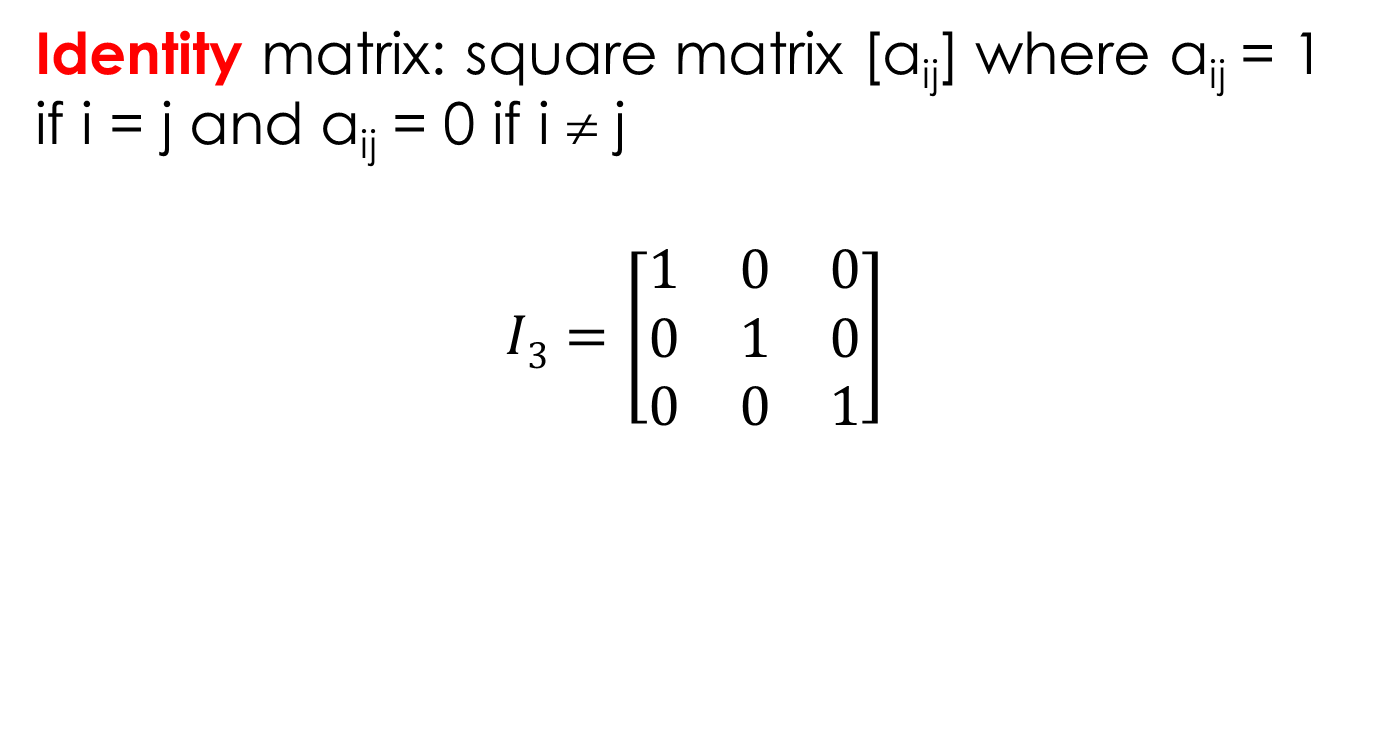 Identity matrix: square matrix [aij] where aij = 1
if i = j and aij = 0 if i ≠ j
1 0 0
I3 = 0 1 0
0 0 1